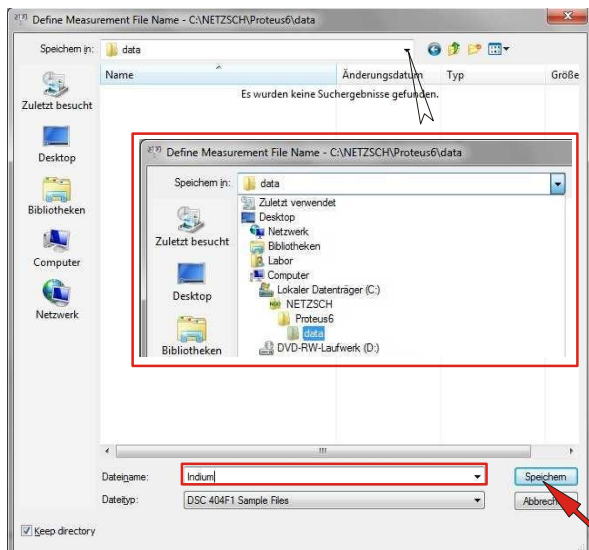 Define Measurement File Name - C:\NETZSCH\Proteus6\data
Speichern in: data
Name Änderungsdatum Typ Größe
Es wurden keine Suchergebnisse gefunden.
Zuletzt besucht
Desktop
Bibliotheken
Computer
Netzwerk
Define Measurement File Name - C:\NETZSCH\Proteus6\data
Speichern in: data
Zuletzt verwendet
Desktop
Netzwerk
Bibliotheken
Labor
Computer
Lokaler Datenträger (C:)
NETZSCH
Proteus6
data
DVD-RW-Laufwerk (D:)
Zuletzt besucht
Desktop
Bibliotheken
Dateiname: Indium Speichern
Dateityp: DSC 404F1 Sample Files Abbrechen
Keep directory